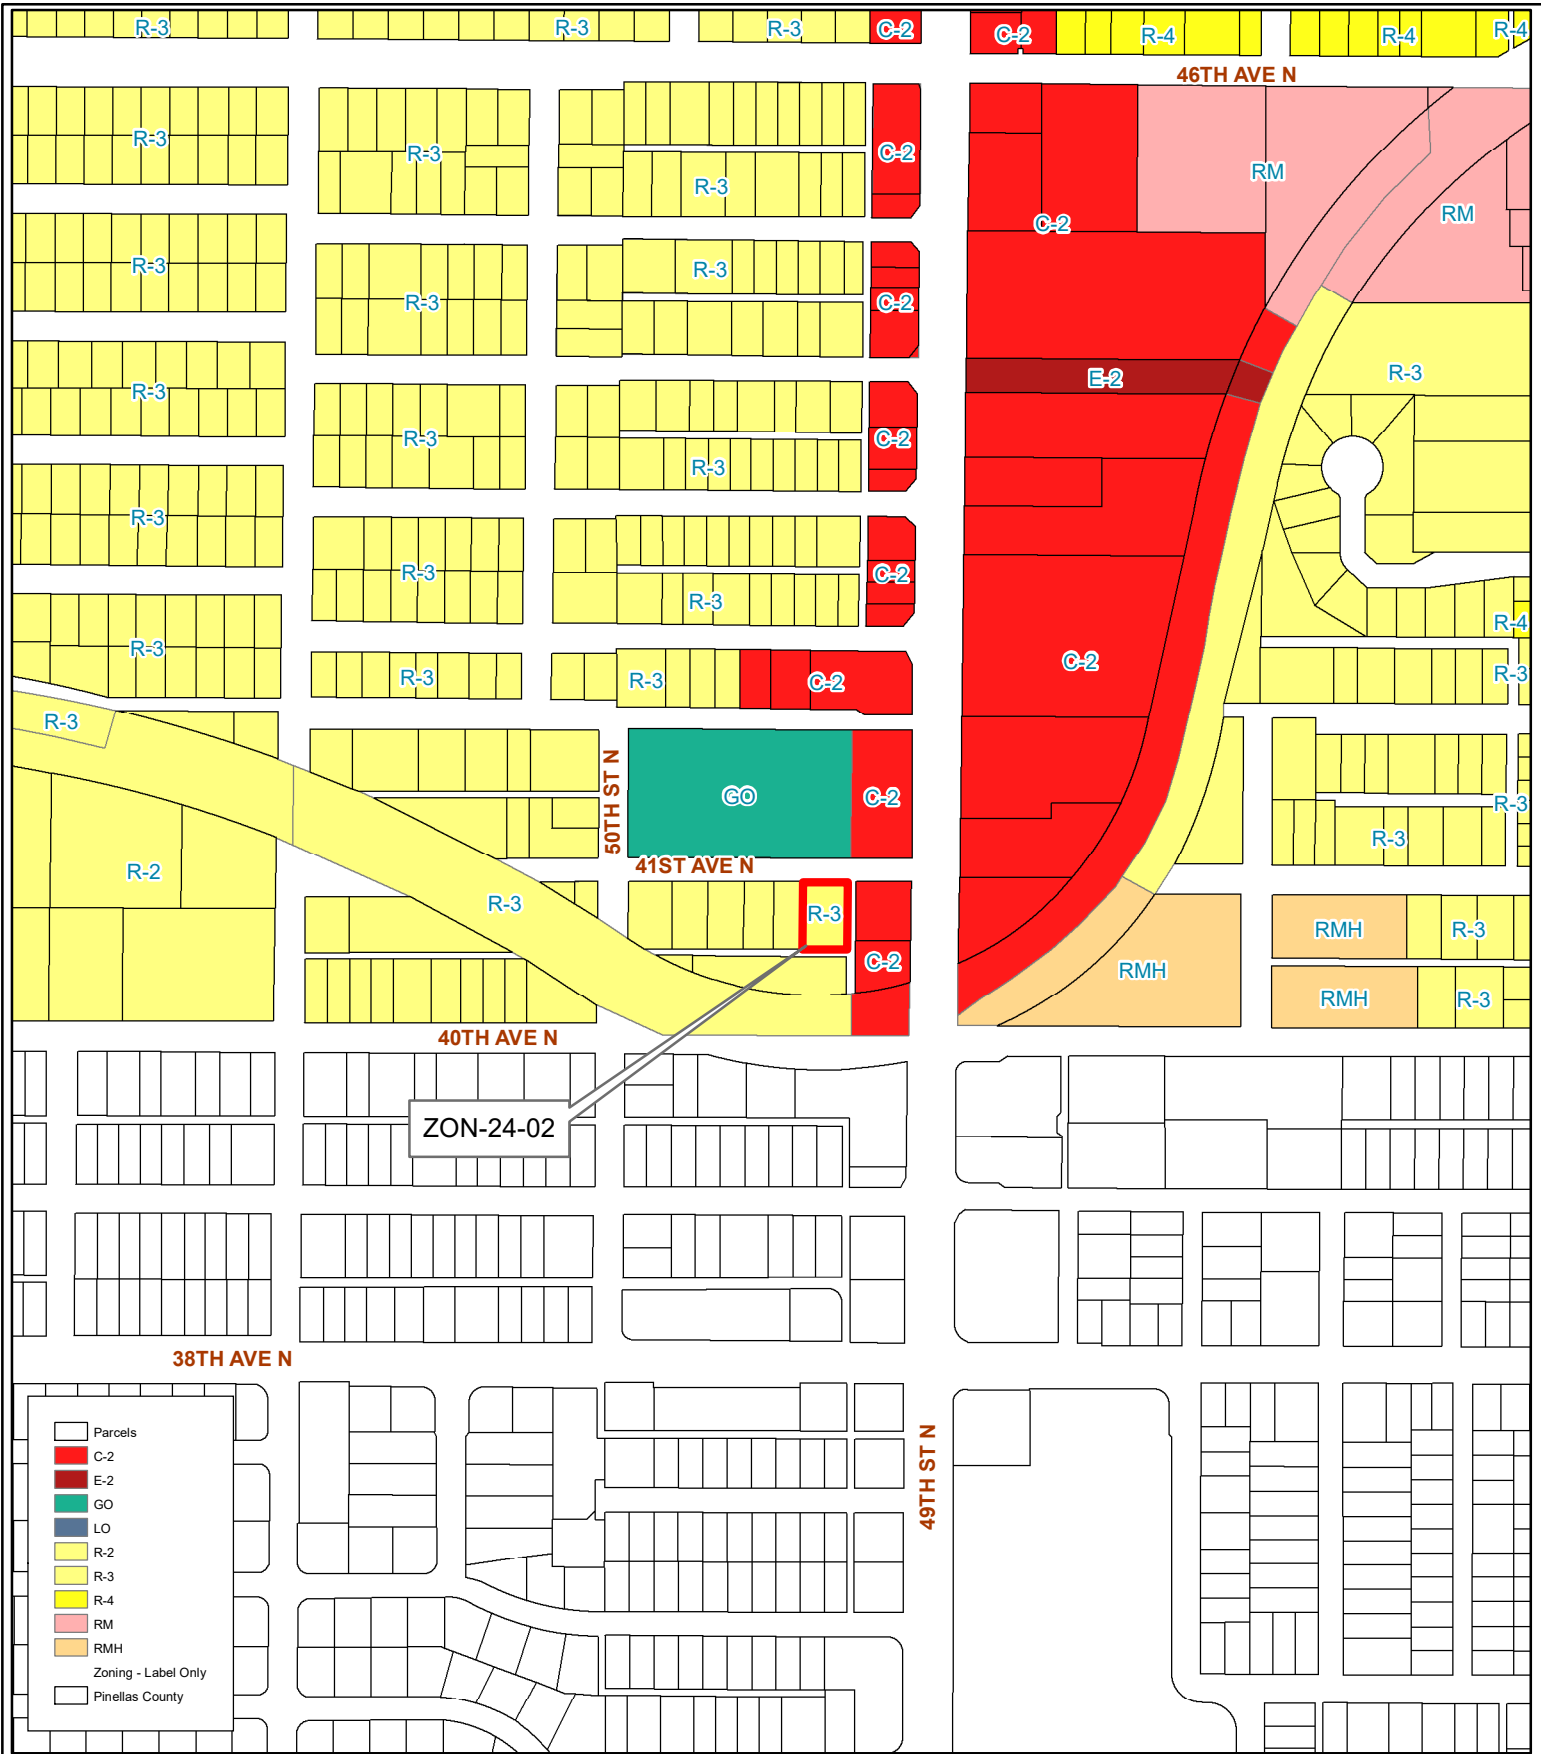 R-3
R-3
R-3
C-2
C-2
R-4
R-4
R-4
46TH AVE N
R-3
R-3
C-2
R-3
RM
RM
C-2
R-3
R-3
R-3
C-2
E-2
R-3
R-3
R-3
C-2
R-3
R-3
R-3
C-2
R-3
R-4
R-3
R-3
R-3
C-2
C-2
R-3
R-3
50TH ST N
GO
C-2
R-3
R-3
41ST AVE N
R-2
R-3
R-3
C-2
RMH
R-3
RMH
RMH
R-3
40TH AVE N
ZON-24-02
38TH AVE N
49TH ST N
Parcels
C-2
E-2
GO
LO
R-2
R-3
R-4
RM
RMH
Zoning - Label Only
Pinellas County